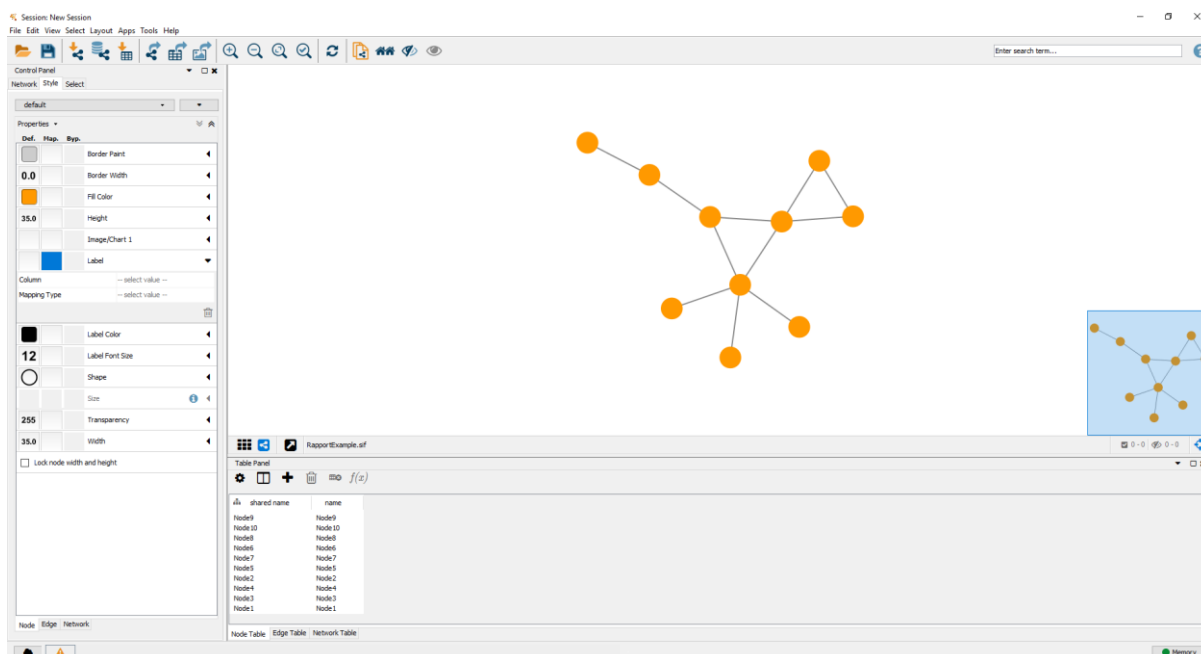 Session: New Session
File Edit View Select Layout Apps Tools Help
Enter search term...
Control Panel
Network Style Select
default
Properties
Def. Map. Byp.
Border Paint
0.0 Border Width
Fill Color
35.0 Height
Image/Chart 1
Label
Column -- select value --
Mapping Type -- select value --
Label Color
12 Label Font Size
Shape
Size
255 Transparency
35.0 Width
Lock node width and height
Node Edge Network
RapportExample.sif
0 - 0 0 - 0
Table Panel
f(x)
shared name name
Node9 Node9
Node10 Node10
Node8 Node8
Node6 Node6
Node7 Node7
Node5 Node5
Node2 Node2
Node4 Node4
Node3 Node3
Node1 Node1
Node Table Edge Table Network Table
Memory